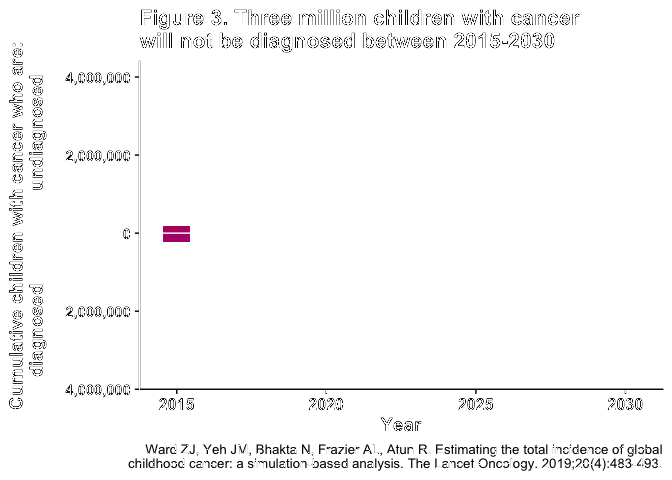 Figure 3. Three million children with cancer
will not be diagnosed between 2015-2030
Cumulative children with cancer who are:
diagnosed undiagnosed
4,000,000
2,000,000
0
2,000,000
4,000,000
2015 2020 2025 2030
Year
Ward ZJ, Yeh JM, Bhakta N, Frazier AL, Atun R. Estimating the total incidence of global
childhood cancer: a simulation-based analysis. The Lancet Oncology. 2019;20(4):483-493.